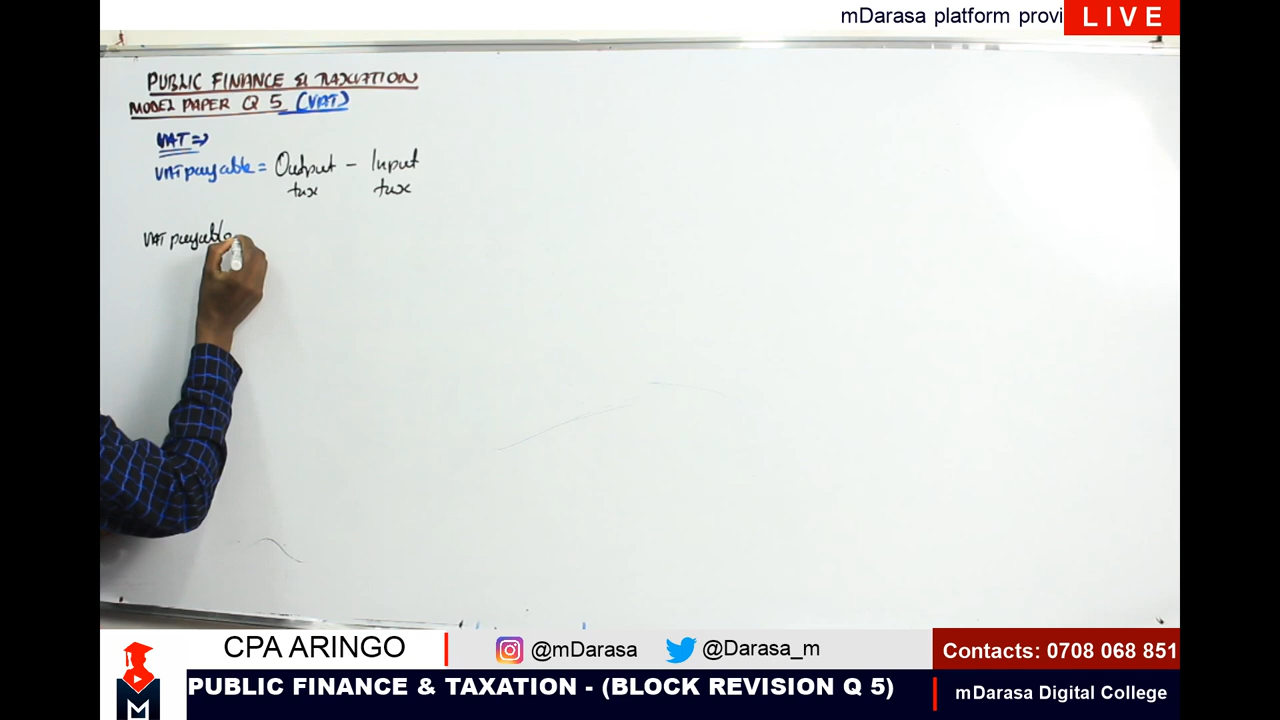 mDarasa platform provi
LIVE
PUBLIC FINANCE & TAXATION
MODEL PAPER Q 5 (VAT)
VAT ⇒
VAT payable = Output tax - Input tax
VAT payable
CPA ARINGO
@mDarasa
@Darasa_m
Contacts: 0708 068 851
M
PUBLIC FINANCE & TAXATION - (BLOCK REVISION Q 5)
mDarasa Digital College